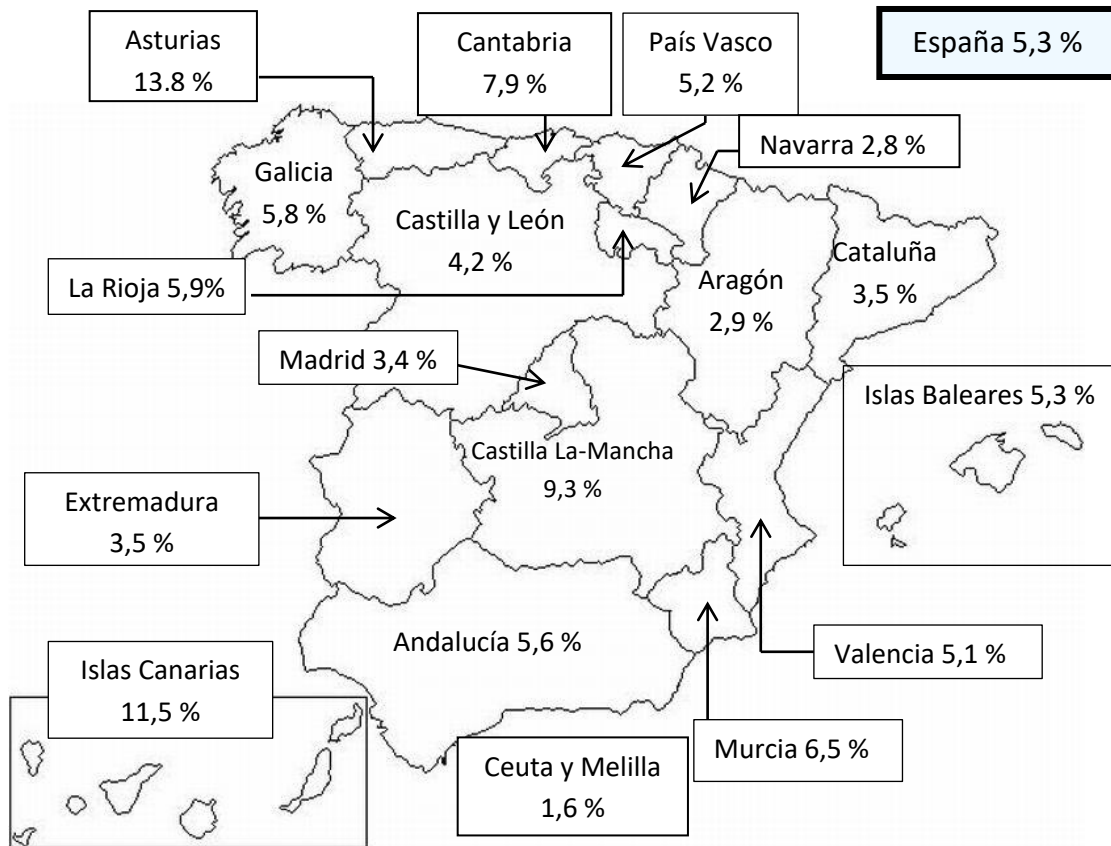 Asturias
13.8 %
Cantabria
7,9 %
País Vasco
5,2 %
España 5,3 %
Navarra 2,8 %
Galicia
5,8 %
Castilla y León
4,2 %
Cataluña
3,5 %
La Rioja 5,9%
Aragón
2,9 %
Madrid 3,4 %
Islas Baleares 5,3 %
Castilla La-Mancha
9,3 %
Extremadura
3,5 %
Andalucía 5,6 %
Valencia 5,1 %
Islas Canarias
11,5 %
Murcia 6,5 %
Ceuta y Melilla
1,6 %